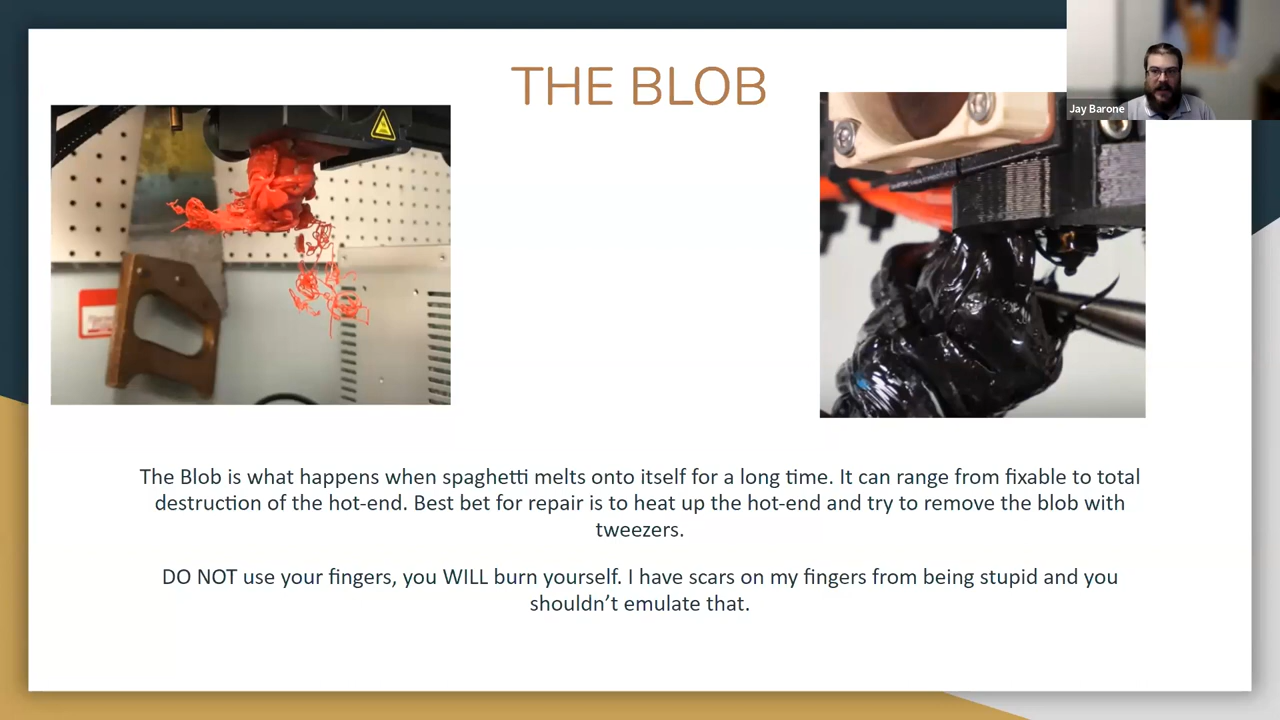 THE BLOB
Jay Barone
The Blob is what happens when spaghetti melts onto itself for a long time. It can range from fixable to total
destruction of the hot-end. Best bet for repair is to heat up the hot-end and try to remove the blob with
tweezers.
DO NOT use your fingers, you WILL burn yourself. I have scars on my fingers from being stupid and you
shouldn't emulate that.